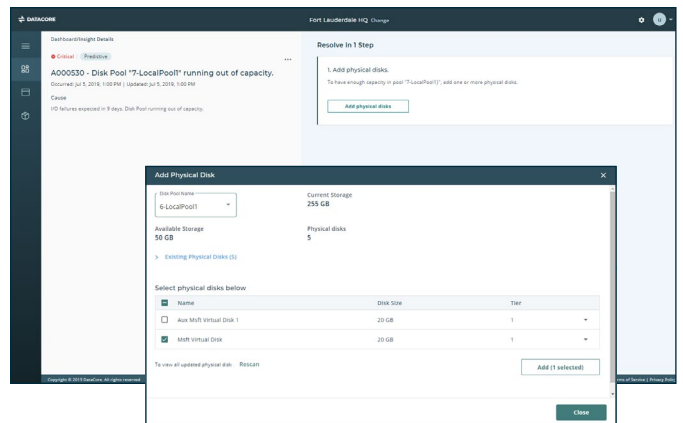 DATACORE
Fort Lauderdale HQ Change
Dashboard/Insight Details
Critical | Predictive
...
A000530 - Disk Pool "7-LocalPool1" running out of capacity.
Occurred: Jul 5, 2019, 1:00 PM | Updated: Jul 5, 2019, 1:00 PM
Cause
I/O failures expected in 9 days. Disk Pool running out of capacity.
Resolve in 1 Step
1. Add physical disks.
To have enough capacity in pool "7-LocalPool1", add one or more physical disks.
Add physical disks
Add Physical Disk
Disk Pool Name
6-LocalPool1
Current Storage
255 GB
Available Storage
50 GB
Physical disks
5
Existing Physical Disks (5)
Select physical disks below
Name Disk Size Tier
Aux Msft Virtual Disk 1 20 GB 1
Msft Virtual Disk 20 GB 1
To view all updated physical disk Rescan
Add (1 selected)
Close
Copyright © 2019 DataCore. All rights reserved
of Service | Privacy Policy